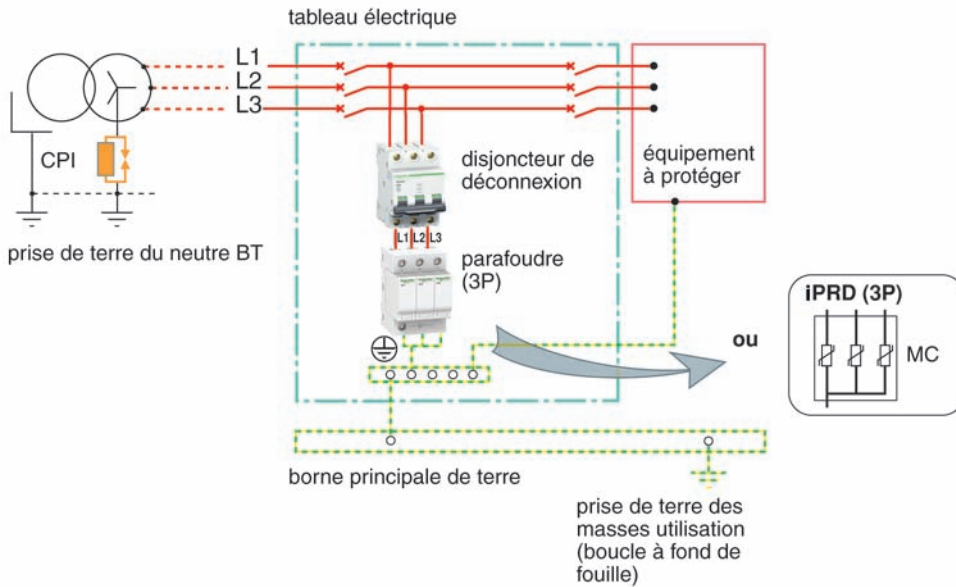 tableau électrique
L1
L2
L3
CPI
prise de terre du neutre BT
disjoncteur de
déconnexion
équipement
à protéger
L1 L2 L3
parafoudre
(3P)
ou
iPRD (3P)
MC
borne principale de terre
prise de terre des
masses utilisation
(boucle à fond de
fouille)